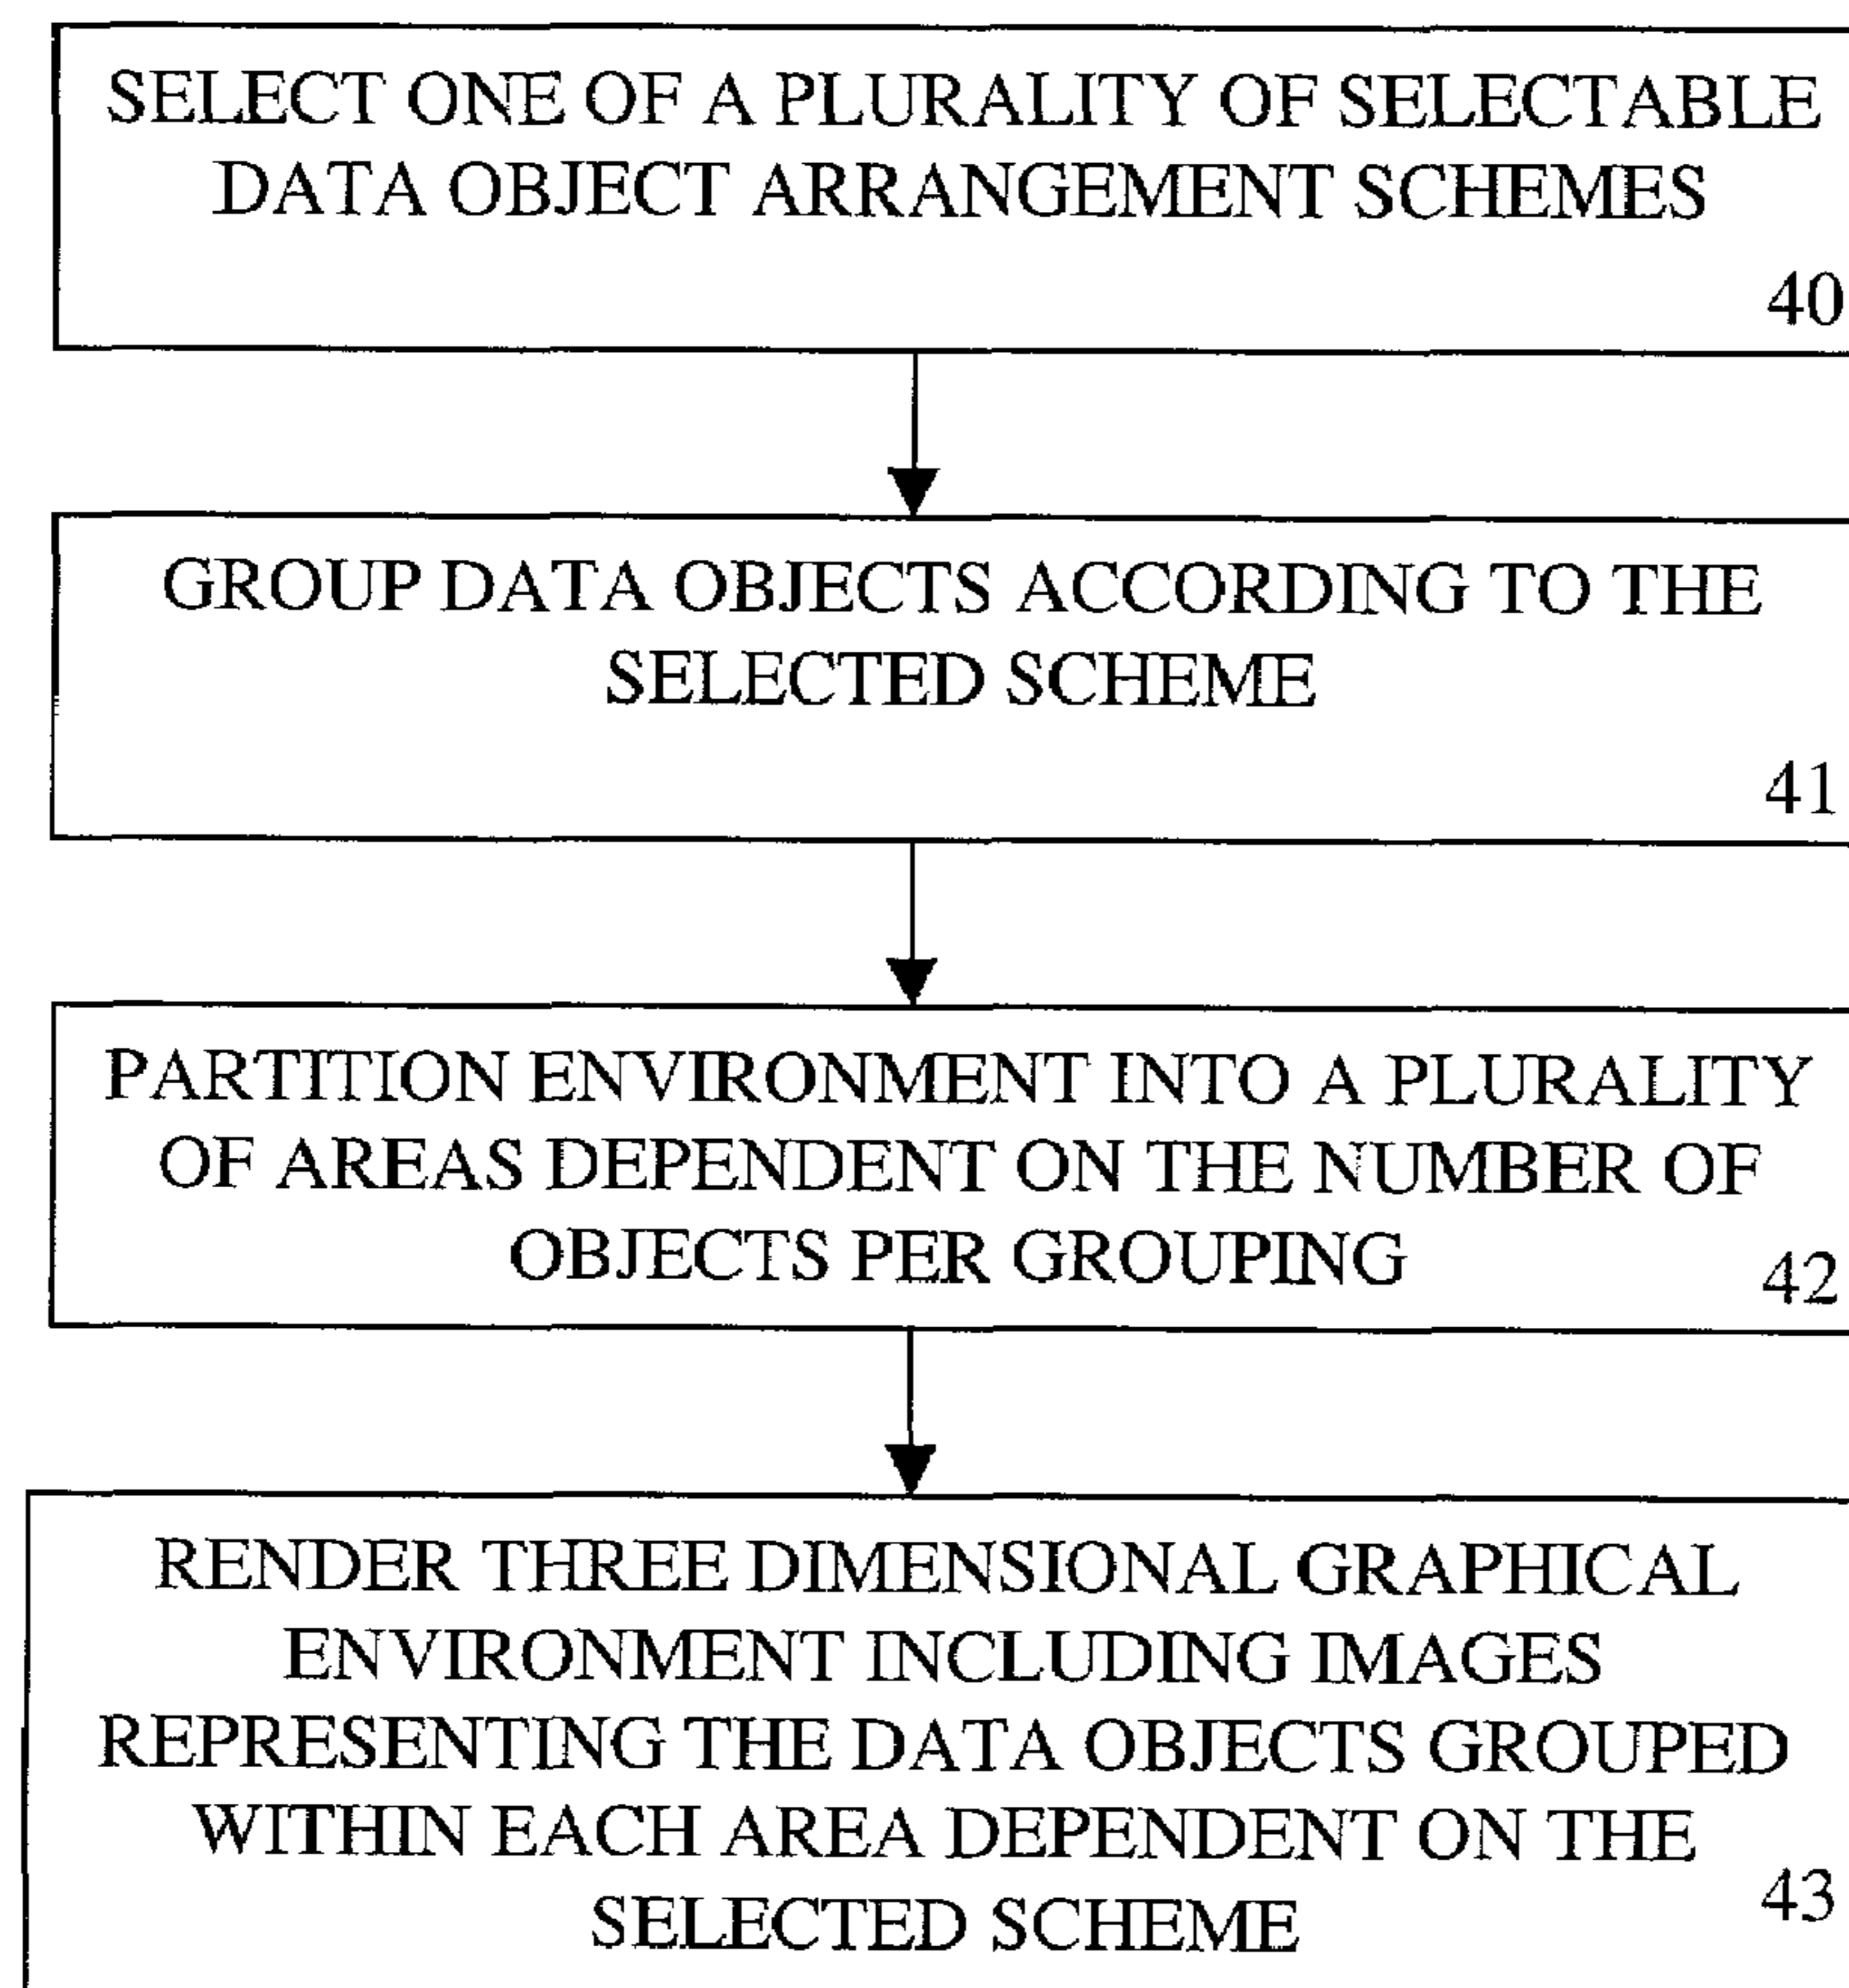 SELECT ONE OF A PLURALITY OF SELECTABLE
DATA OBJECT ARRANGEMENT SCHEMES
40
GROUP DATA OBJECTS ACCORDING TO THE
SELECTED SCHEME
41
PARTITION ENVIRONMENT INTO A PLURALITY
OF AREAS DEPENDENT ON THE NUMBER OF
OBJECTS PER GROUPING
42
RENDER THREE DIMENSIONAL GRAPHICAL
ENVIRONMENT INCLUDING IMAGES
REPRESENTING THE DATA OBJECTS GROUPED
WITHIN EACH AREA DEPENDENT ON THE
SELECTED SCHEME
43